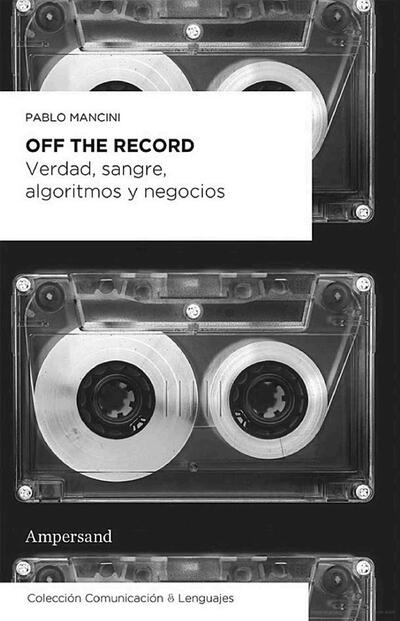 PABLO MANCINI
OFF THE RECORD
Verdad, sangre,
algoritmos y negocios
Ampersand
Colección Comunicación & Lenguajes